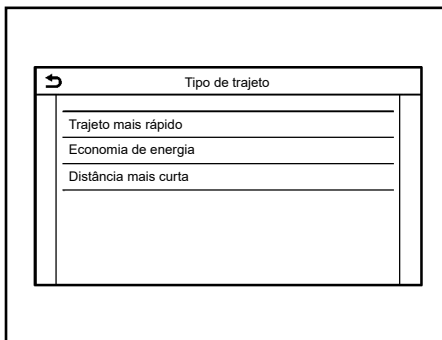 Tipo de trajeto
Trajeto mais rápido
Economia de energia
Distância mais curta